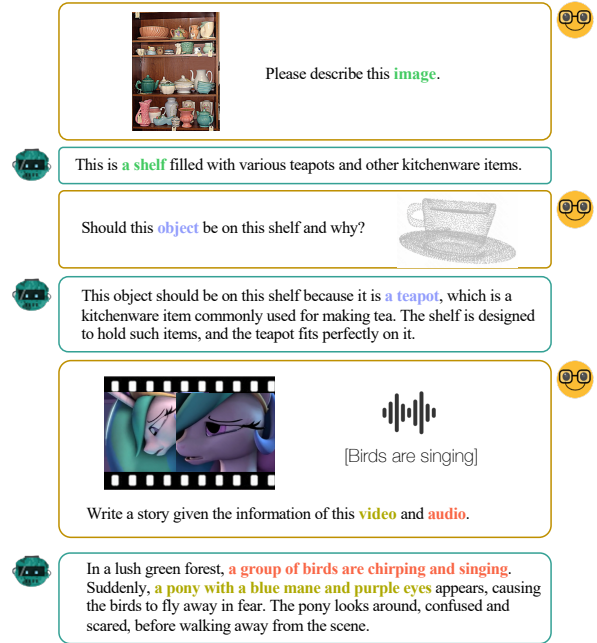 Please describe this image.
This is a shelf filled with various teapots and other kitchenware items.
Should this object be on this shelf and why?
This object should be on this shelf because it is a teapot, which is a
kitchenware item commonly used for making tea. The shelf is designed
to hold such items, and the teapot fits perfectly on it.
[Birds are singing]
Write a story given the information of this video and audio.
In a lush green forest, a group of birds are chirping and singing.
Suddenly, a pony with a blue mane and purple eyes appears, causing
the birds to fly away in fear. The pony looks around, confused and
scared, before walking away from the scene.